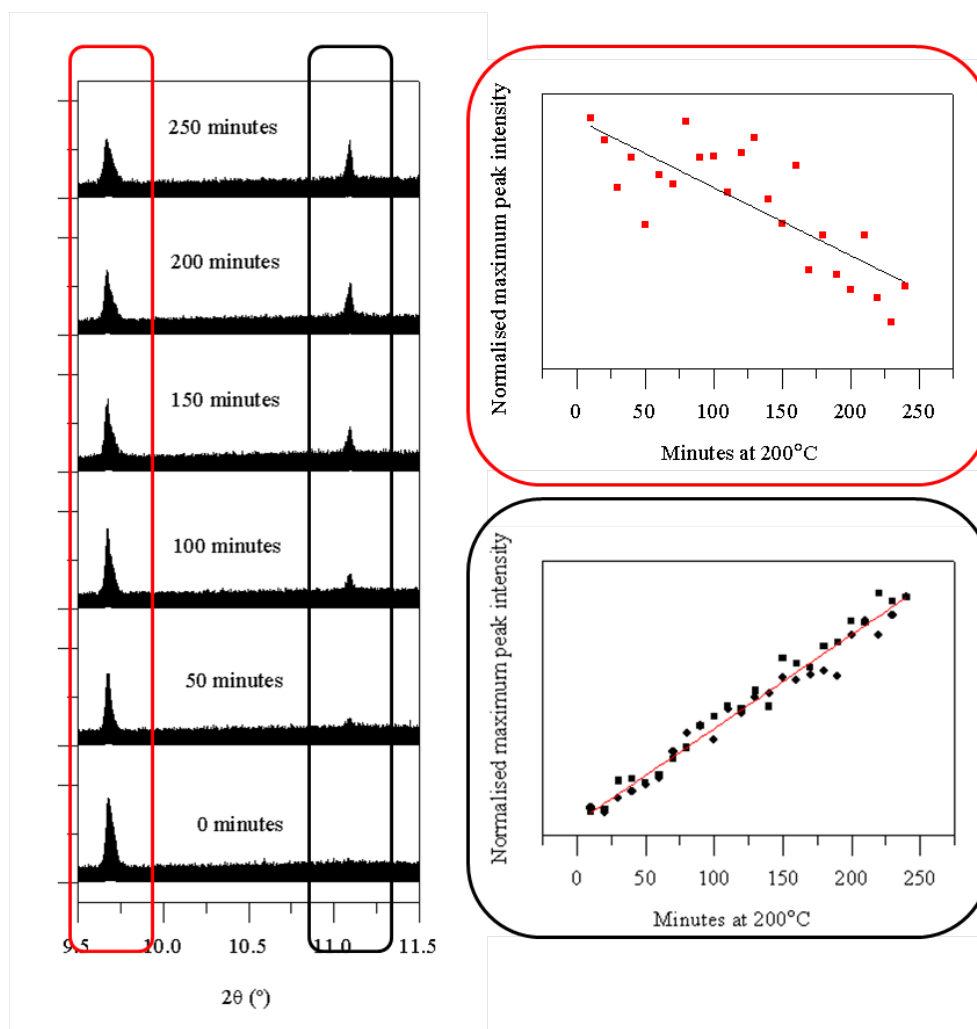 250 minutes
200 minutes
150 minutes
100 minutes
50 minutes
0 minutes
9.5 10.0 10.5 11.0 11.5
2θ (°)
Normalised maximum peak intensity
0 50 100 150 200 250
Minutes at 200°C
Normalised maximum peak intensity
0 50 100 150 200 250
Minutes at 200°C